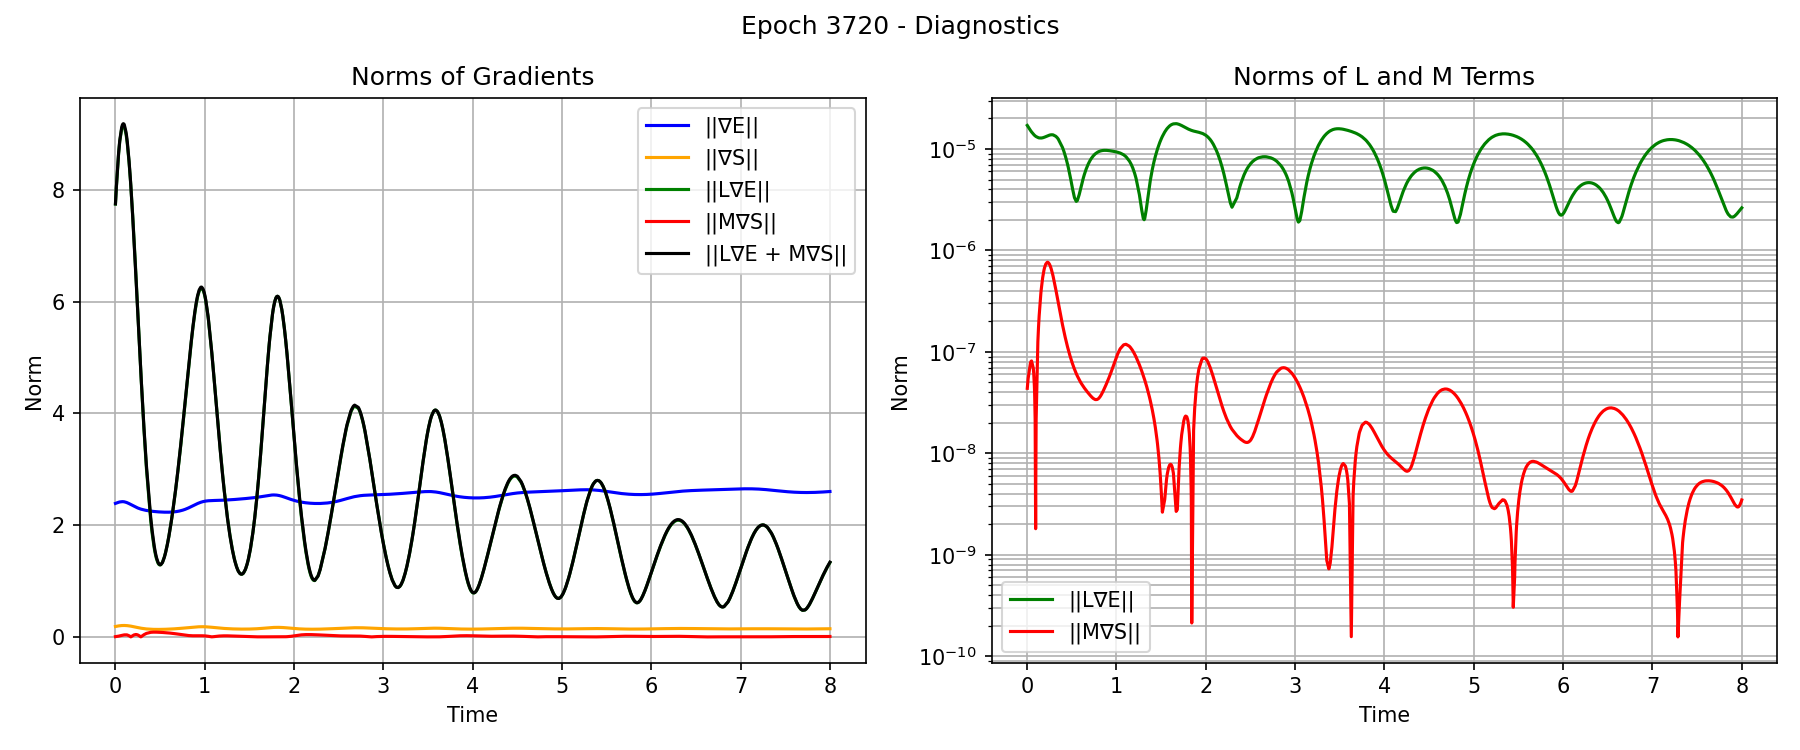 Epoch 3720 - Diagnostics
Norms of Gradients
Norm
8
6
4
2
0
0 1 2 3 4 5 6 7 8
Time
||∇E||
||∇S||
||L∇E||
||M∇S||
||L∇E + M∇S||
Norms of L and M Terms
Norm
10⁻⁵
10⁻⁶
10⁻⁷
10⁻⁸
10⁻⁹
10⁻¹⁰
0 1 2 3 4 5 6 7 8
Time
||L∇E||
||M∇S||